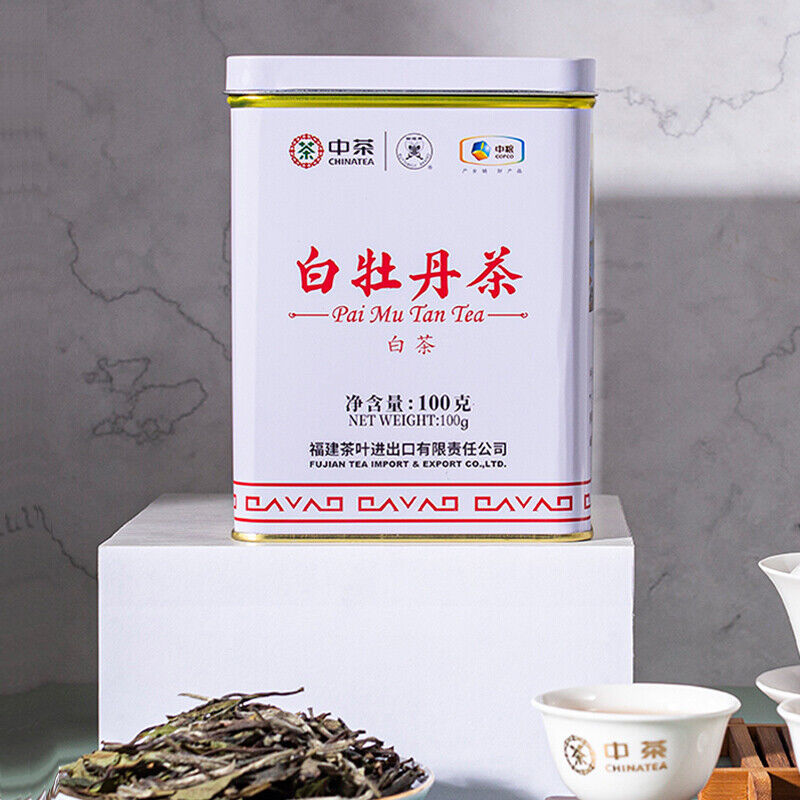 茶 中茶
CHINATEA
中粮
COFCO
白牡丹茶
Pai Mu Tan Tea
白茶
净含量:100克
NET WEIGHT:100g
福建茶叶进出口有限责任公司
FUJIAN TEA IMPORT & EXPORT CO.,LTD.
茶 中茶
CHINATEA